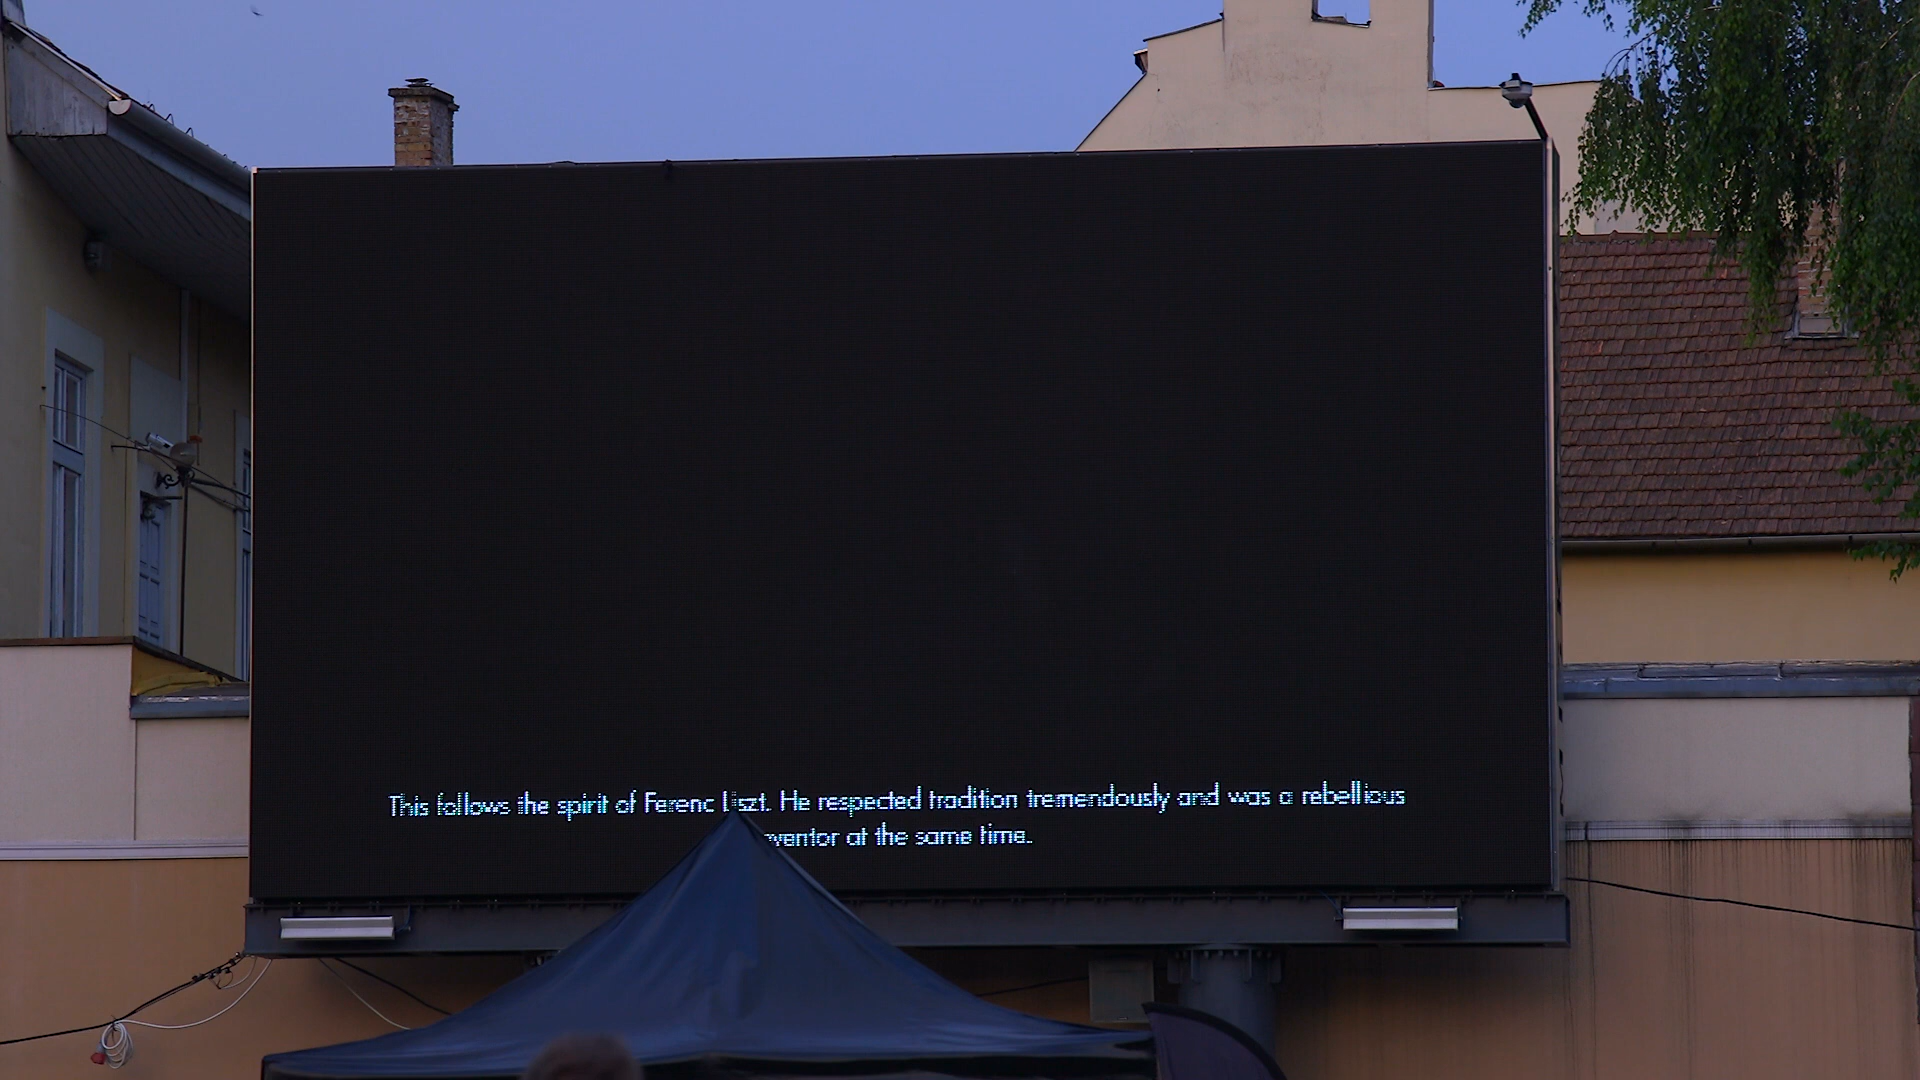 This follows the spirit of Ferenc Liszt. He respected tradition tremendously and was a rebellious
at the same time.